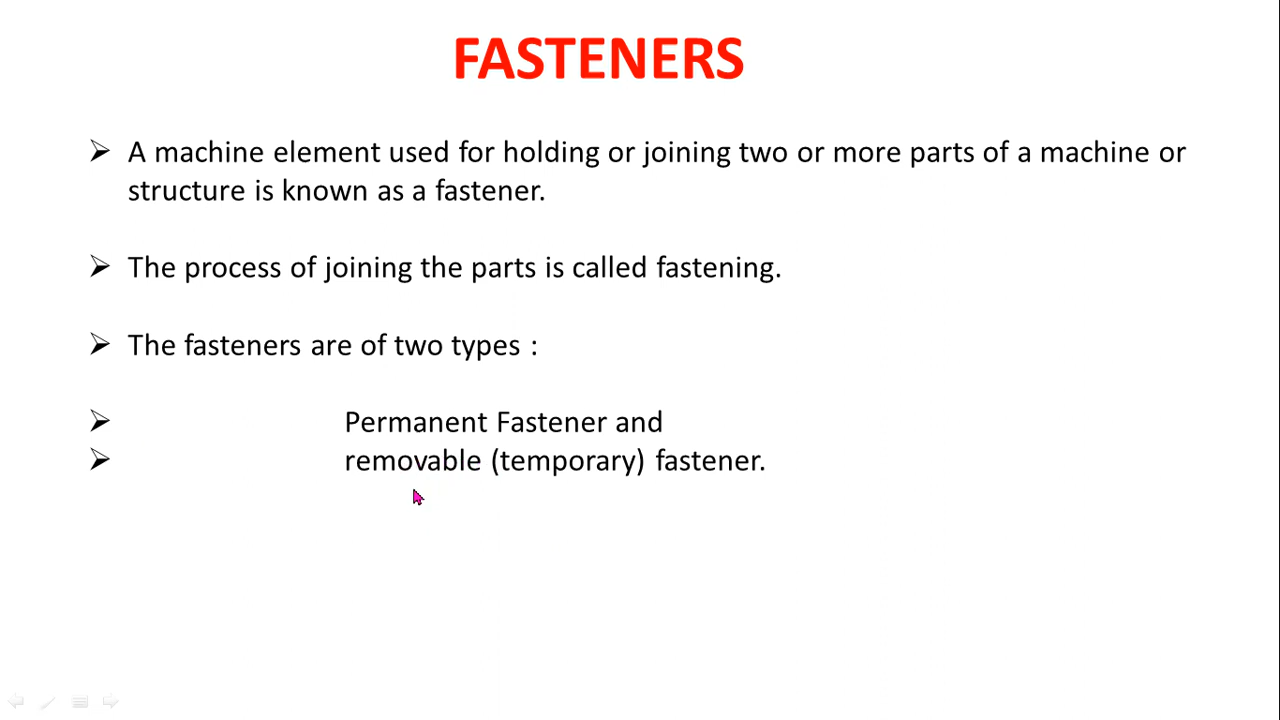 FASTENERS
➢ A machine element used for holding or joining two or more parts of a machine or
structure is known as a fastener.
➢ The process of joining the parts is called fastening.
➢ The fasteners are of two types :
➢ Permanent Fastener and
➢ removable (temporary) fastener.